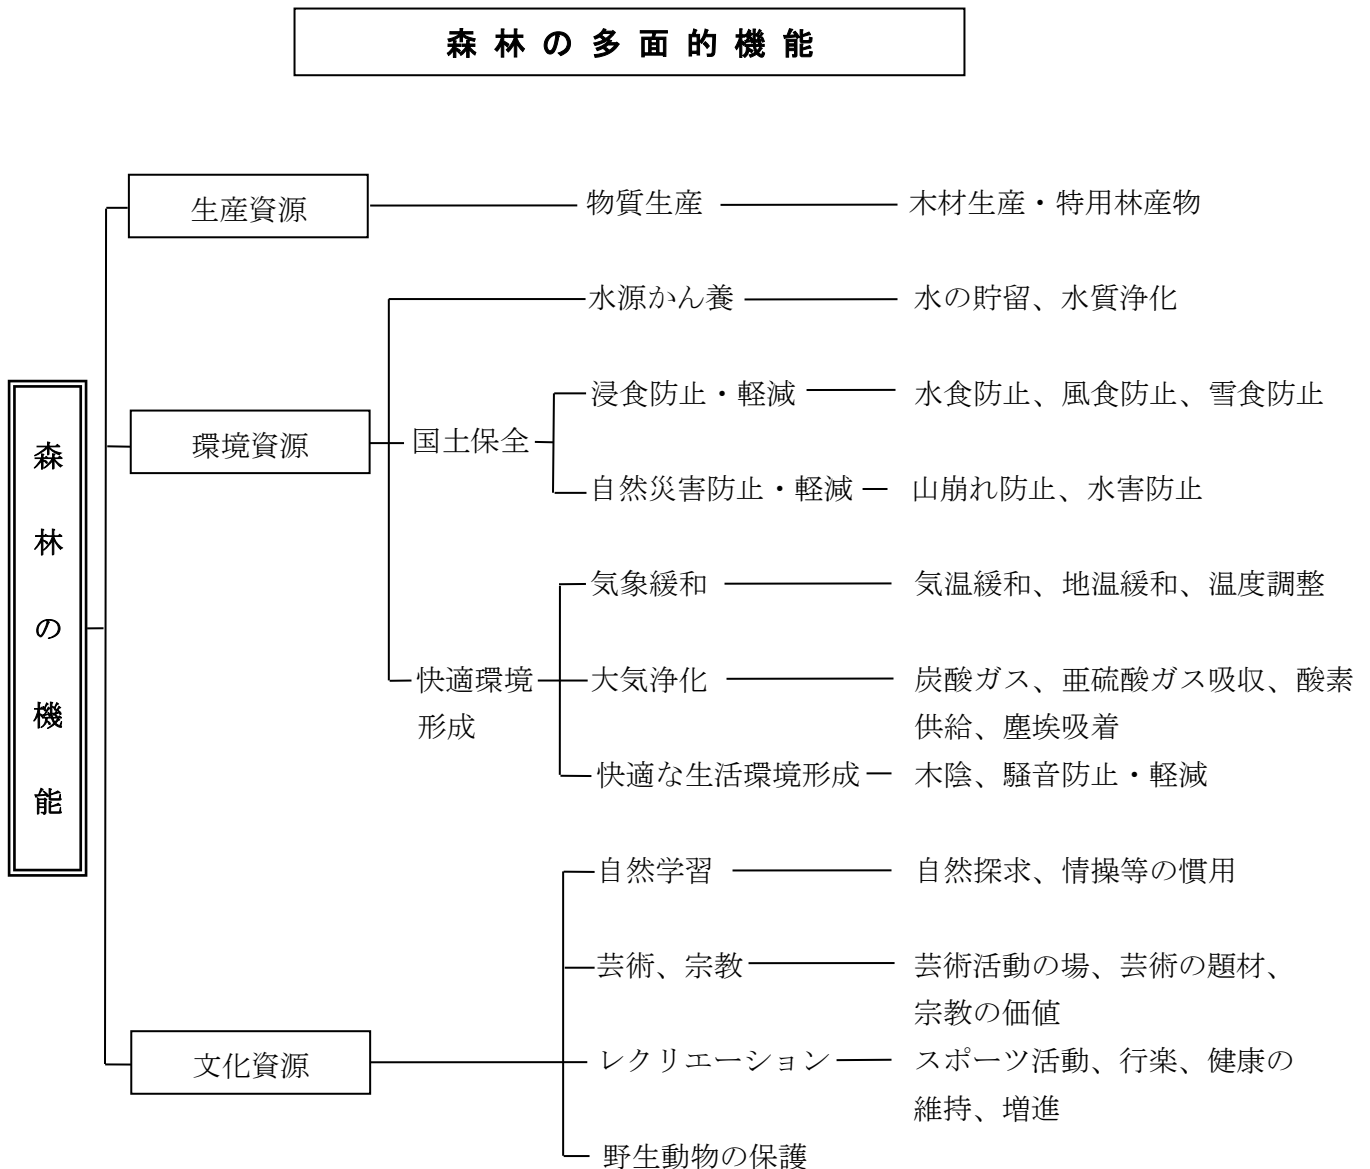 森林の多面的機能
生産資源
物質生産
木材生産・特用林産物
水源かん養
水の貯留、水質浄化
浸食防止・軽減
水食防止、風食防止、雪食防止
森林の機能
環境資源
国土保全
自然災害防止・軽減
山崩れ防止、水害防止
気象緩和
気温緩和、地温緩和、温度調整
快適環境
形成
大気浄化
炭酸ガス、亜硫酸ガス吸収、酸素
供給、塵埃吸着
快適な生活環境形成
木陰、騒音防止・軽減
自然学習
自然探求、情操等の慣用
芸術、宗教
芸術活動の場、芸術の題材、
宗教の価値
文化資源
レクリエーション
スポーツ活動、行楽、健康の
維持、増進
野生動物の保護